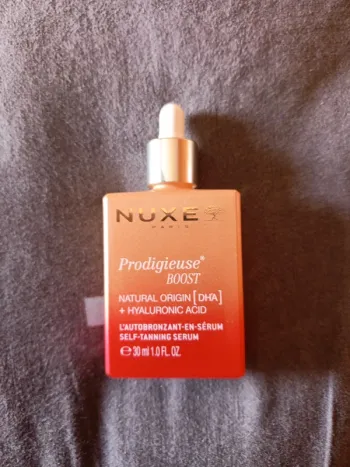 NUXE
PARIS
Prodigieuse®
BOOST
NATURAL ORIGIN [DHA]
+ HYALURONIC ACID
L'AUTOBRONZANT-EN-SÉRUM
SELF-TANNING SERUM
℮ 30 ml 1.0 FL. OZ.